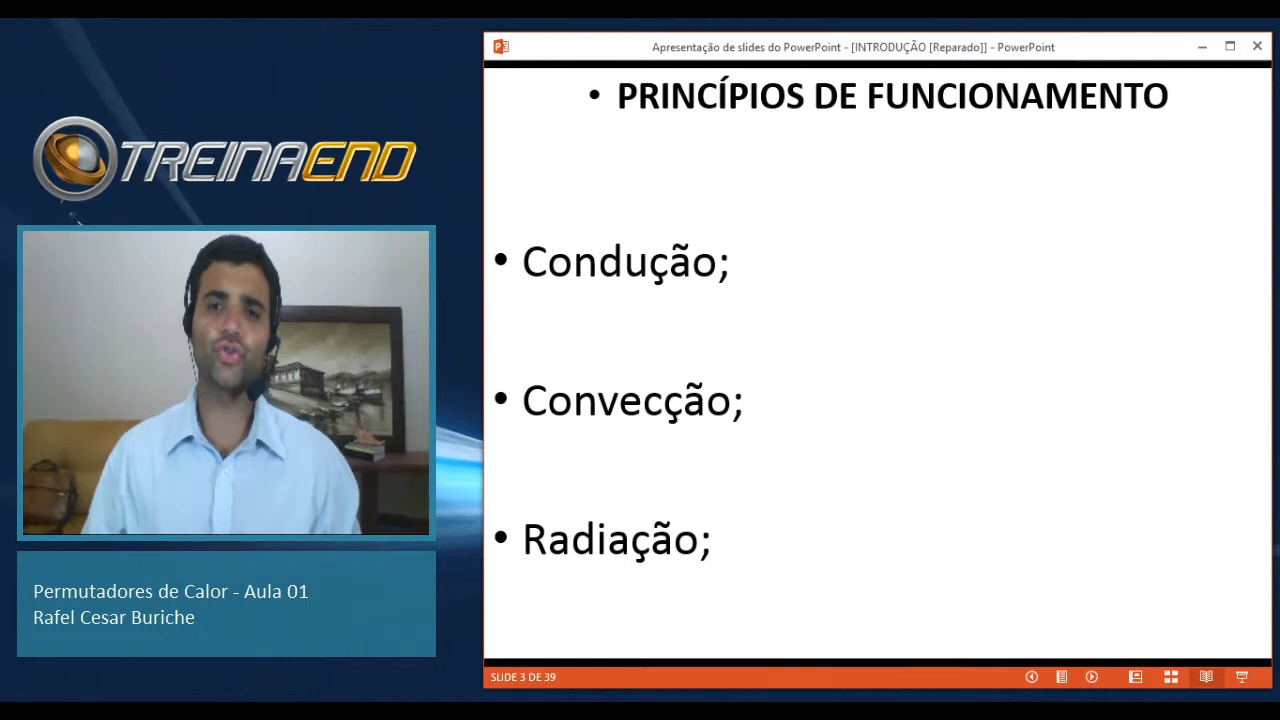 TREINAEND
Permutadores de Calor - Aula 01
Rafel Cesar Buriche
Apresentação de slides do PowerPoint - [INTRODUÇÃO [Reparado]] - PowerPoint
• PRINCÍPIOS DE FUNCIONAMENTO
• Condução;
• Convecção;
• Radiação;
SLIDE 3 DE 39